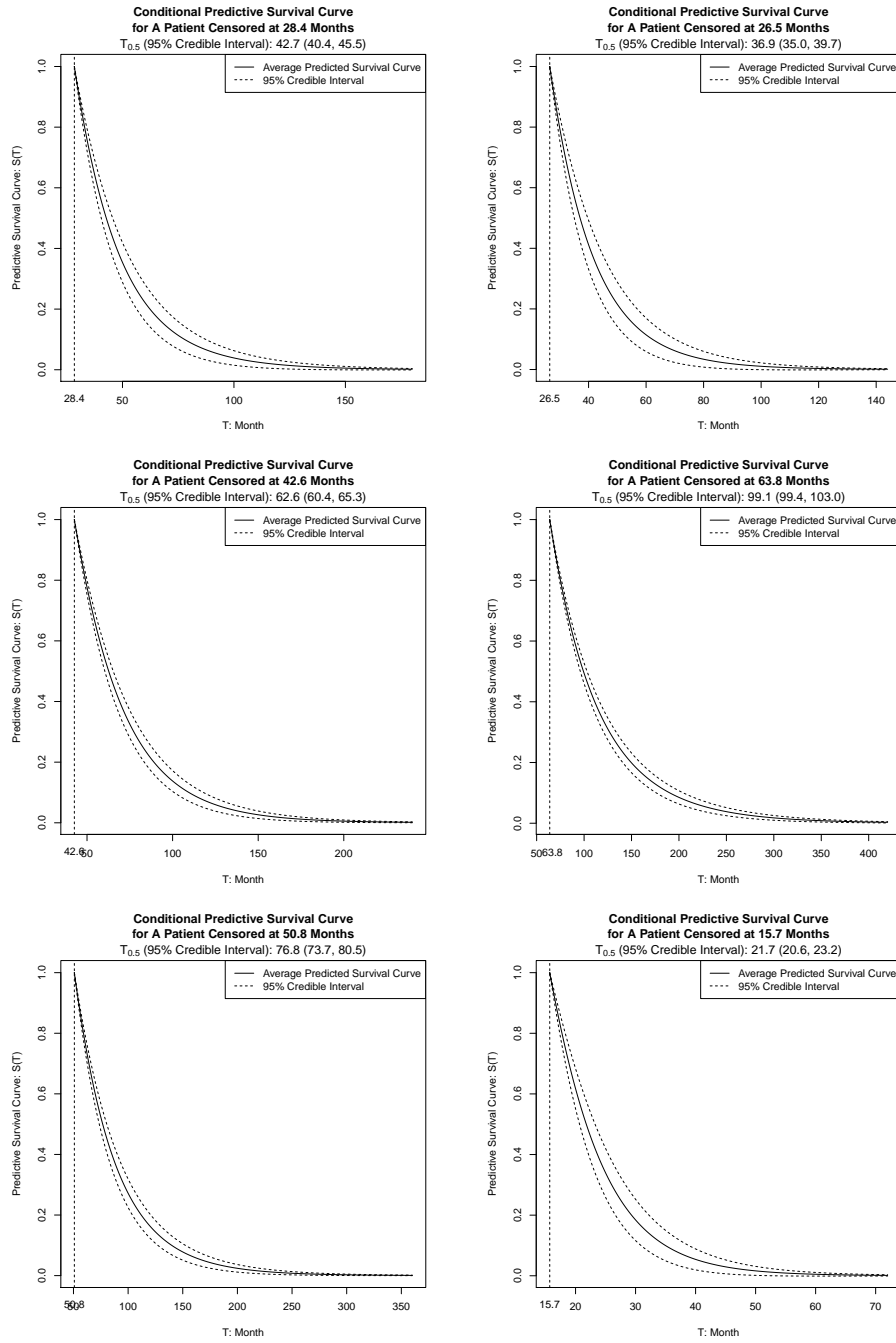 Conditional Predictive Survival Curve
for A Patient Censored at 28.4 Months
T0.5 (95% Credible Interval): 42.7 (40.4, 45.5)
Average Predicted Survival Curve
95% Credible Interval
Predictive Survival Curve: S(T)
1.0
0.8
0.6
0.4
0.2
0.0
28.4 50 100 150
T: Month
Conditional Predictive Survival Curve
for A Patient Censored at 26.5 Months
T0.5 (95% Credible Interval): 36.9 (35.0, 39.7)
Average Predicted Survival Curve
95% Credible Interval
Predictive Survival Curve: S(T)
1.0
0.8
0.6
0.4
0.2
0.0
26.5 40 60 80 100 120 140
T: Month
Conditional Predictive Survival Curve
for A Patient Censored at 42.6 Months
T0.5 (95% Credible Interval): 62.6 (60.4, 65.3)
Average Predicted Survival Curve
95% Credible Interval
Predictive Survival Curve: S(T)
1.0
0.8
0.6
0.4
0.2
0.0
42.6 50 100 150 200
T: Month
Conditional Predictive Survival Curve
for A Patient Censored at 63.8 Months
T0.5 (95% Credible Interval): 99.1 (99.4, 103.0)
Average Predicted Survival Curve
95% Credible Interval
Predictive Survival Curve: S(T)
1.0
0.8
0.6
0.4
0.2
0.0
50 63.8 100 150 200 250 300 350 400
T: Month
Conditional Predictive Survival Curve
for A Patient Censored at 50.8 Months
T0.5 (95% Credible Interval): 76.8 (73.7, 80.5)
Average Predicted Survival Curve
95% Credible Interval
Predictive Survival Curve: S(T)
1.0
0.8
0.6
0.4
0.2
0.0
50.8 50 100 150 200 250 300 350
T: Month
Conditional Predictive Survival Curve
for A Patient Censored at 15.7 Months
T0.5 (95% Credible Interval): 21.7 (20.6, 23.2)
Average Predicted Survival Curve
95% Credible Interval
Predictive Survival Curve: S(T)
1.0
0.8
0.6
0.4
0.2
0.0
15.7 20 30 40 50 60 70
T: Month